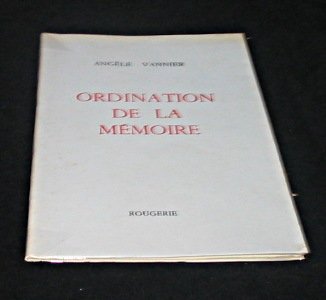 ANGÈLE VANNIER
ORDINATION
DE LA
MÉMOIRE
ROUGERIE